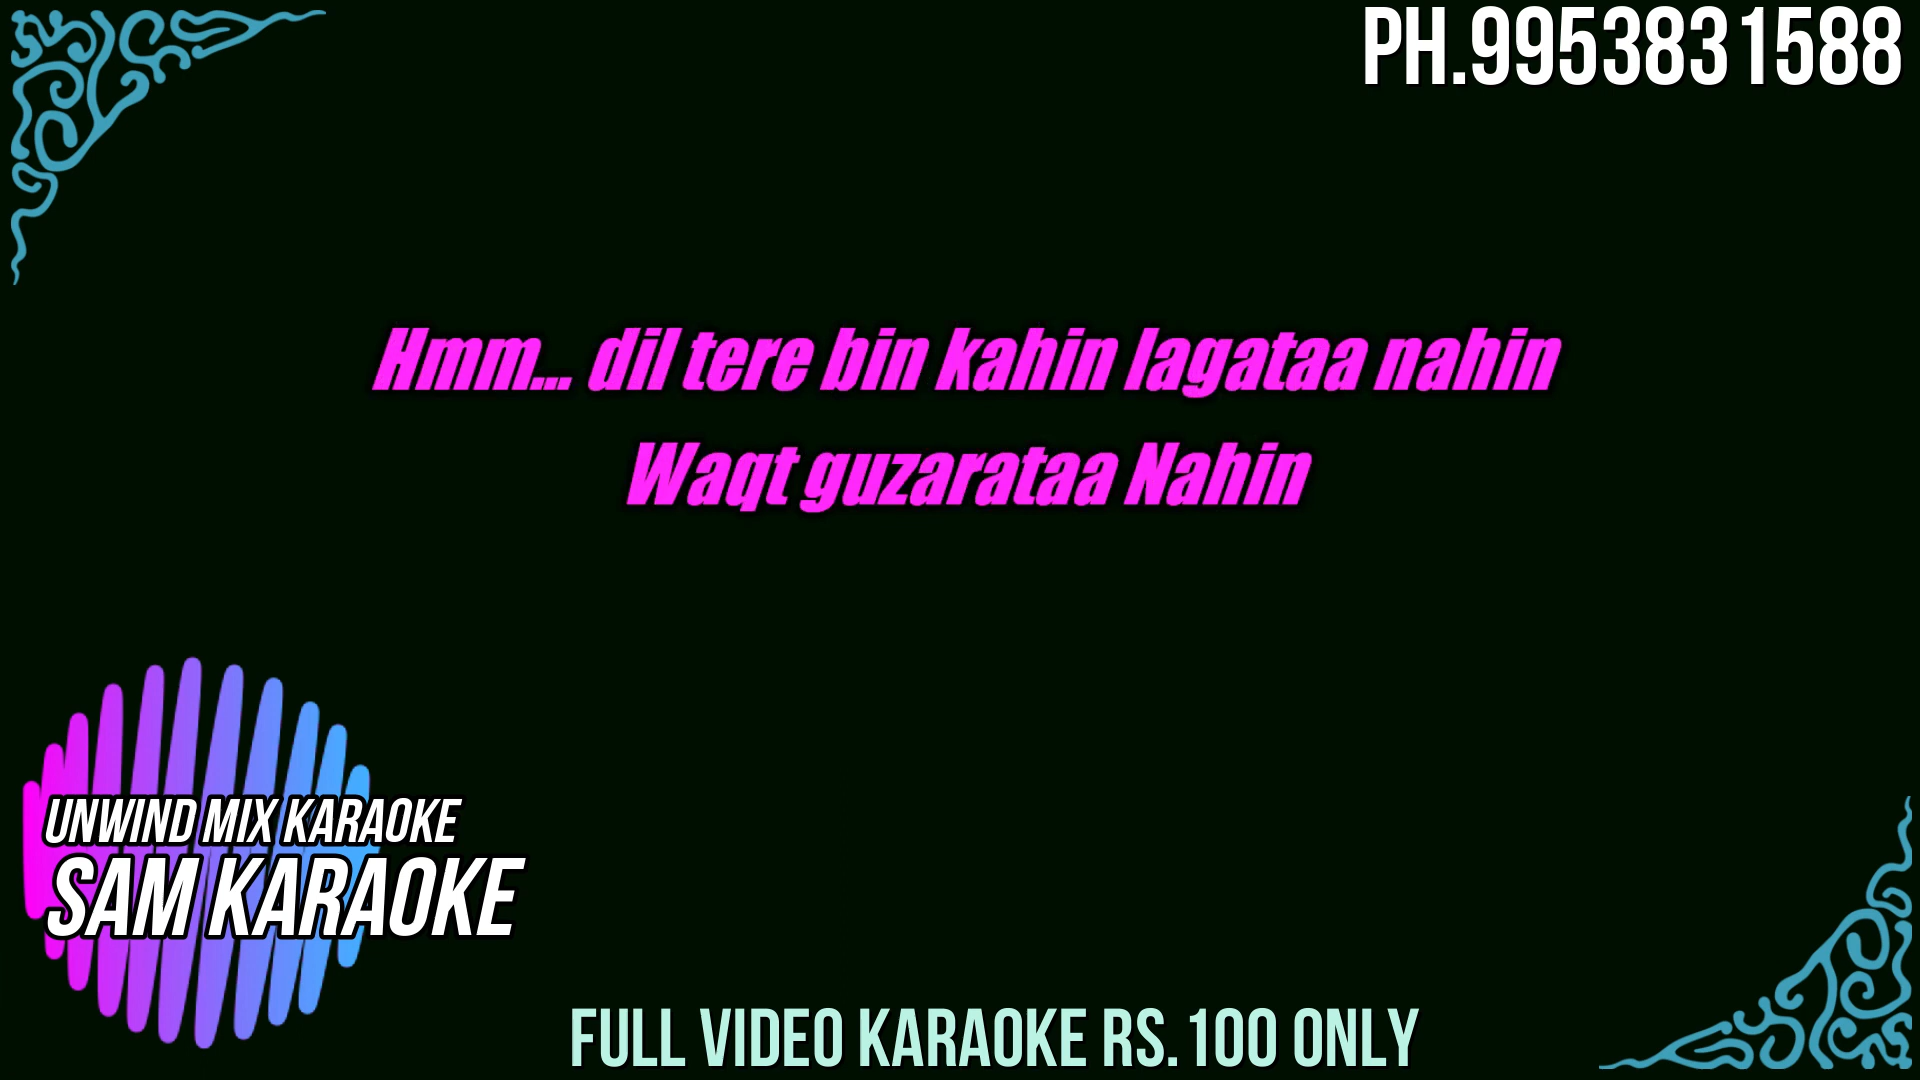 PH.9953831588
Hmm... dil tere bin kahin lagataa nahin
Waqt guzarataa Nahin
UNWIND MIX KARAOKE
SAM KARAOKE
FULL VIDEO KARAOKE RS.100 ONLY